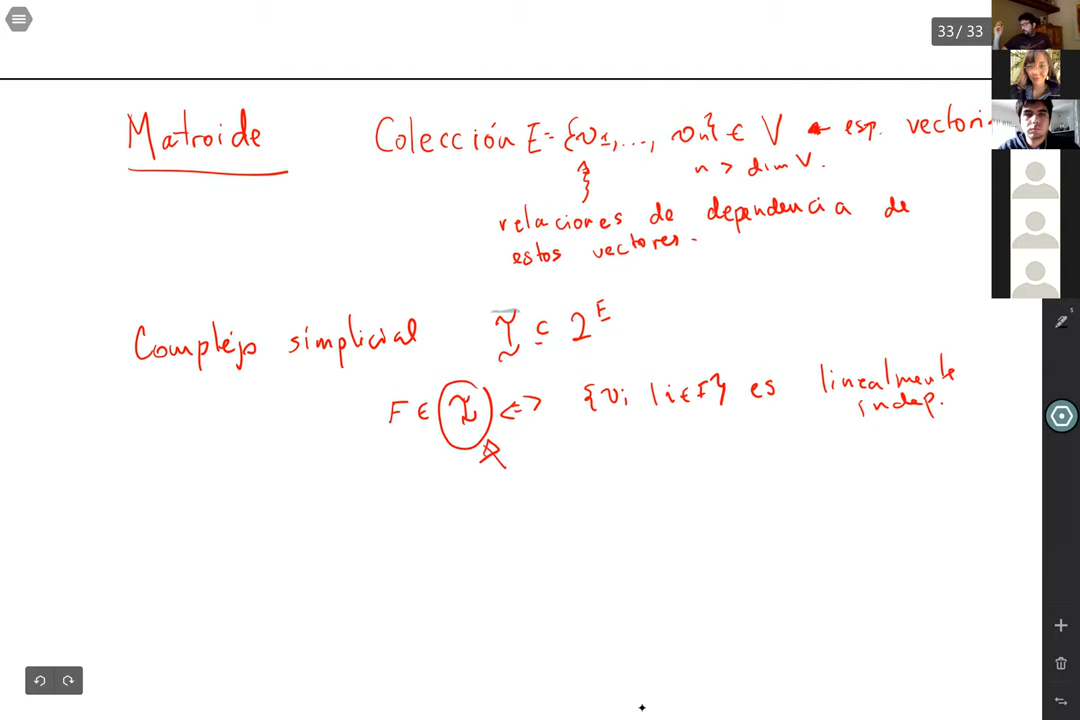 33 / 33
Matroide Colección E = {v1, ..., vn} ∈ V ← esp. vectori
n > dim V.
relaciones de dependencia de
estos vectores.
Complejo simplicial I ⊆ 2^E
F ∈ I ↔ {vi | i ∈ F} es linealmente
indep.